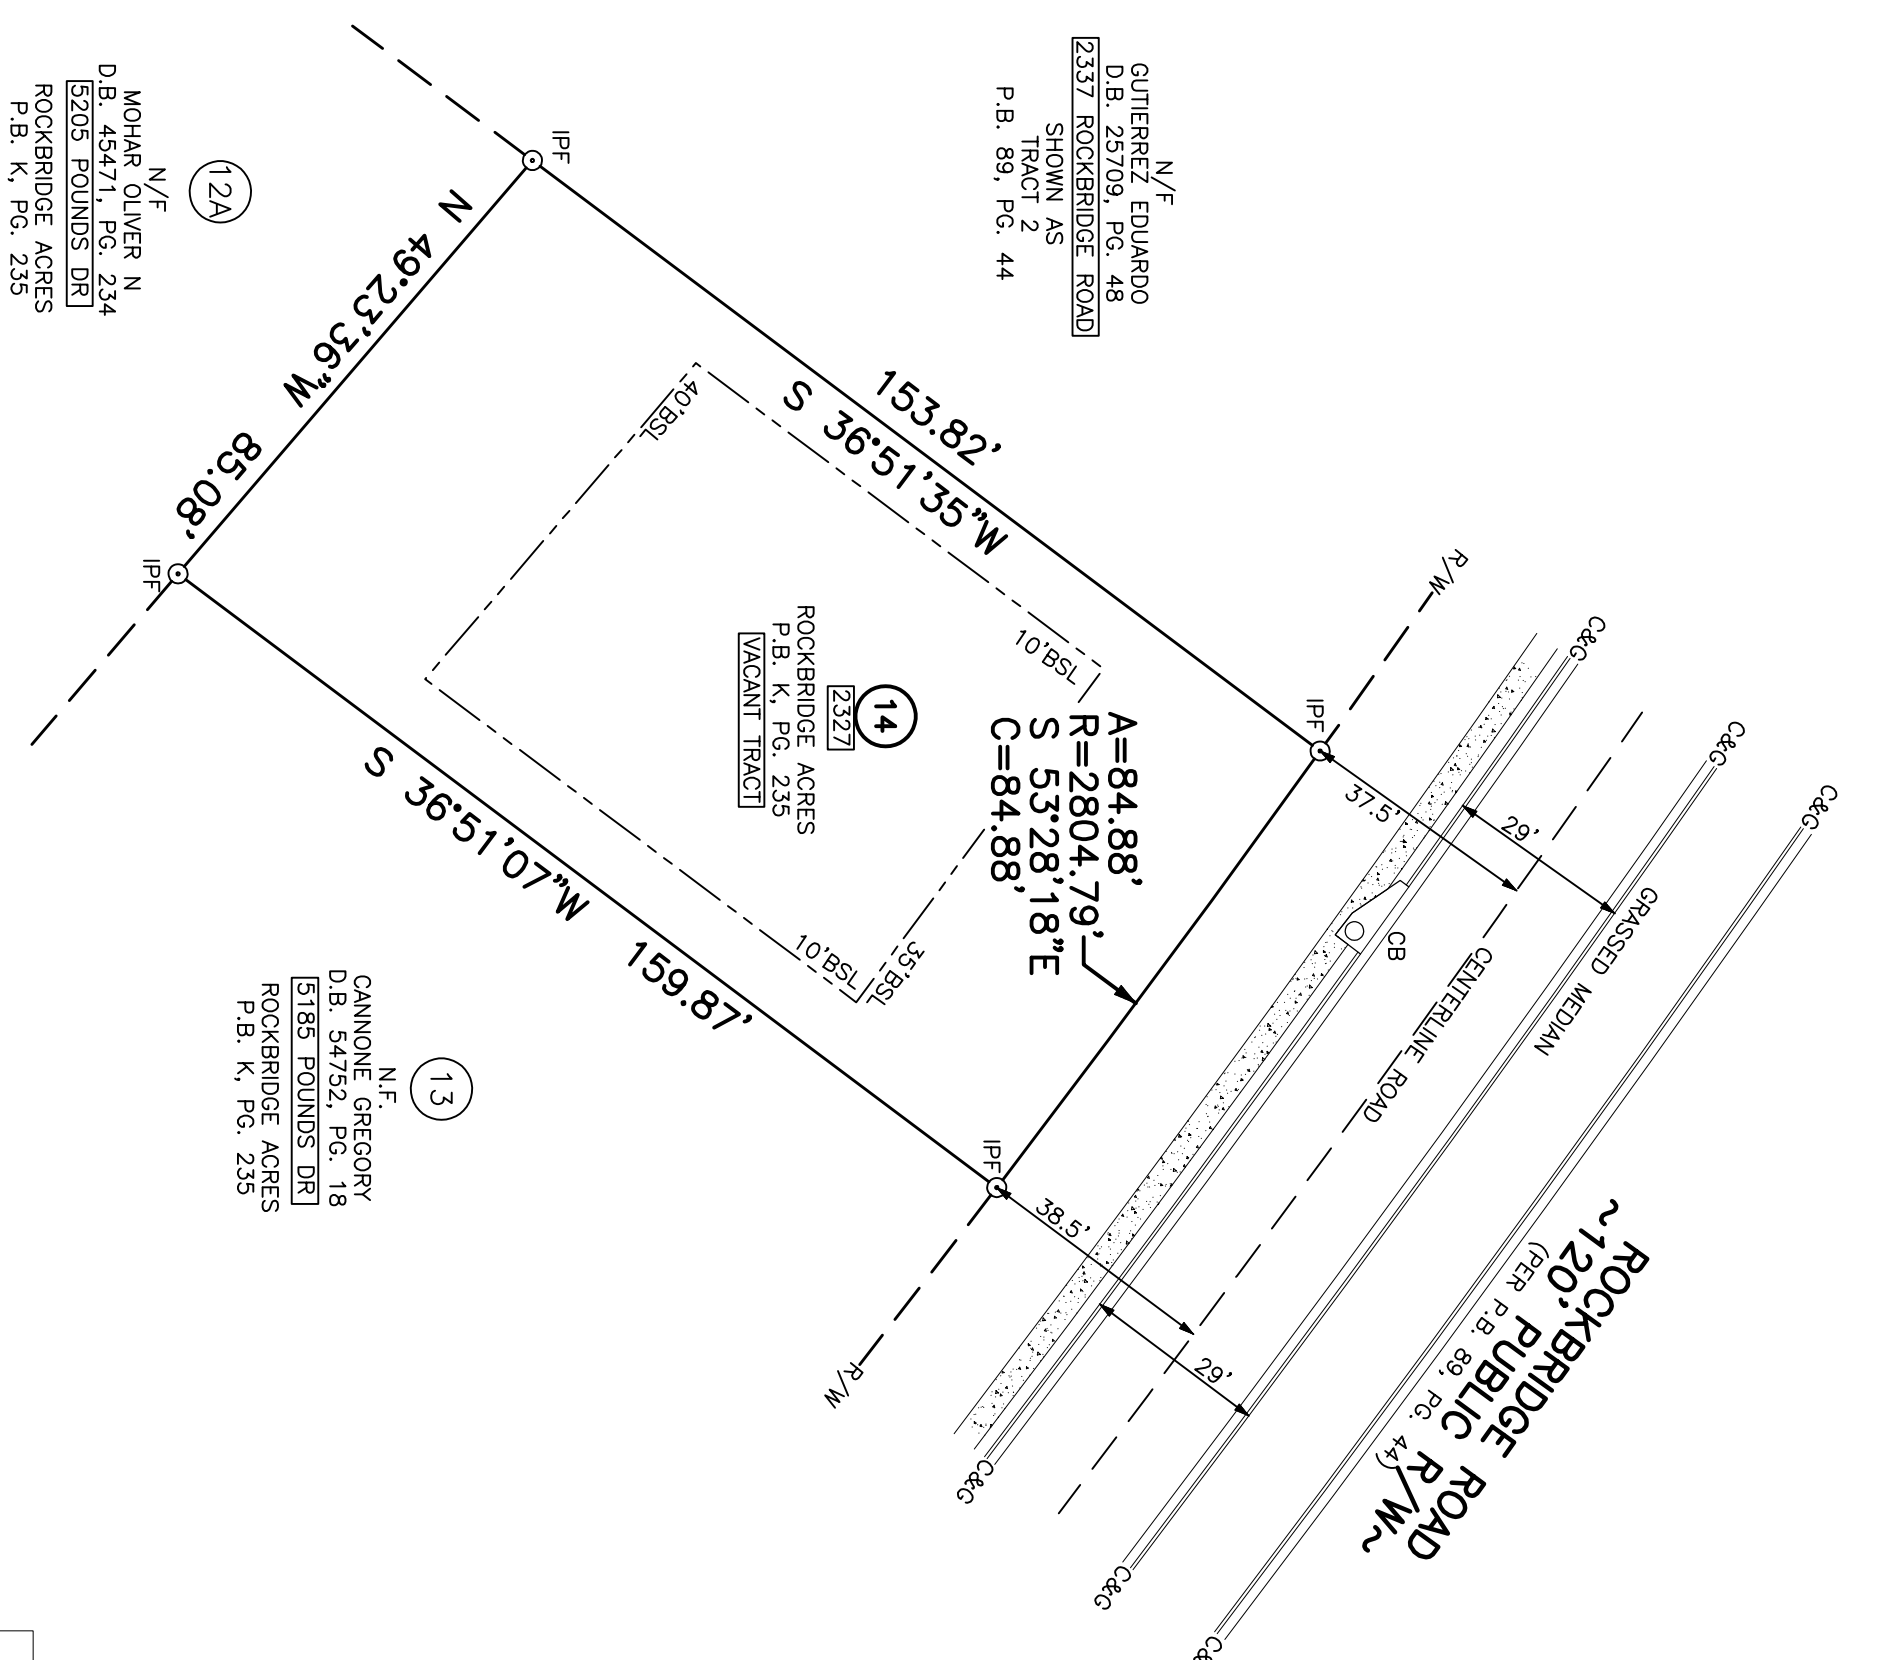 N/F
GUTIERREZ EDUARDO
D.B. 25709, PG. 48
2337 ROCKBRIDGE ROAD
SHOWN AS
TRACT 2
P.B. 89, PG. 44
12A
N/F
MOHAR OLIVER N
D.B. 45471, PG. 234
5205 POUNDS DR
ROCKBRIDGE ACRES
P.B. K, PG. 235
IPF
N 49°23'36"W 85.08'
IPF
153.82'
S 36°51'35"W
IPF
R/W
40'BSL
10'BSL
14
2327
ROCKBRIDGE ACRES
P.B. K, PG. 235
VACANT TRACT
A=84.88'
R=2804.79'
S 53°28'18"E
C=84.88'
10'BSL
35'BSL
S 36°51'07"W 159.87'
IPF
R/W
13
N.F.
CANNONE GREGORY
D.B. 54752, PG. 18
5185 POUNDS DR
ROCKBRIDGE ACRES
P.B. K, PG. 235
C&G
C&G
C&G
37.5'
29'
CB
GRASSED MEDIAN
CENTERLINE ROAD
38.5'
29'
C&G
C&G
ROCKBRIDGE ROAD
~120' PUBLIC R/W~
(PER P.B. 89, PG. 44)